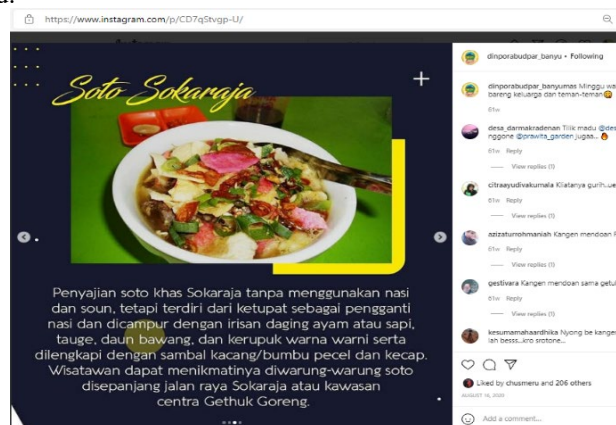 https://www.instagram.com/p/CD7qStvgp-U/
Soto Sokaraja
Penyajian soto khas Sokaraja tanpa menggunakan nasi
dan soun, tetapi terdiri dari ketupat sebagai pengganti
nasi dan dicampur dengan irisan daging ayam atau sapi,
tauge, daun bawang, dan kerupuk warna warni serta
dilengkapi dengan sambal kacang/bumbu pecel dan kecap.
Wisatawan dapat menikmatinya diwarung-warung soto
disepanjang jalan raya Sokaraja atau kawasan
centra Gethuk Goreng.
dinporabudpar_banyu • Following
dinporabudpar_banyumas Minggu wa
bareng keluarga dan teman-teman
61w
desa_darmakradenan Tilik madu @des
nggone @prawita_garden jugaa...
61w Reply
View replies (1)
citraayudivakumala Kliatanya gurih..ue
61w Reply
View replies (1)
azizaturrohmaniah Kangen mendoan
61w Reply
View replies (1)
gestivara Kangen mendoan sama getu
61w Reply
View replies (1)
kesumamahaardhika Nyong be kange
lah besss..kro srotone...
Liked by chusmeru and 206 others
Add a comment...